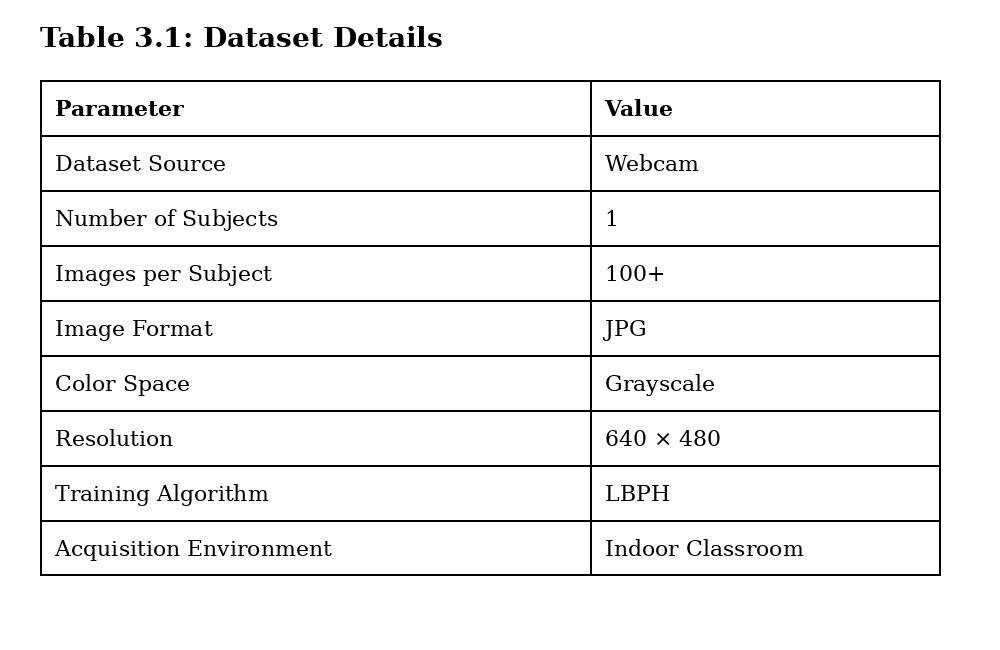 Table 3.1: Dataset Details
Parameter Value
Dataset Source Webcam
Number of Subjects 1
Images per Subject 100+
Image Format JPG
Color Space Grayscale
Resolution 640 × 480
Training Algorithm LBPH
Acquisition Environment Indoor Classroom